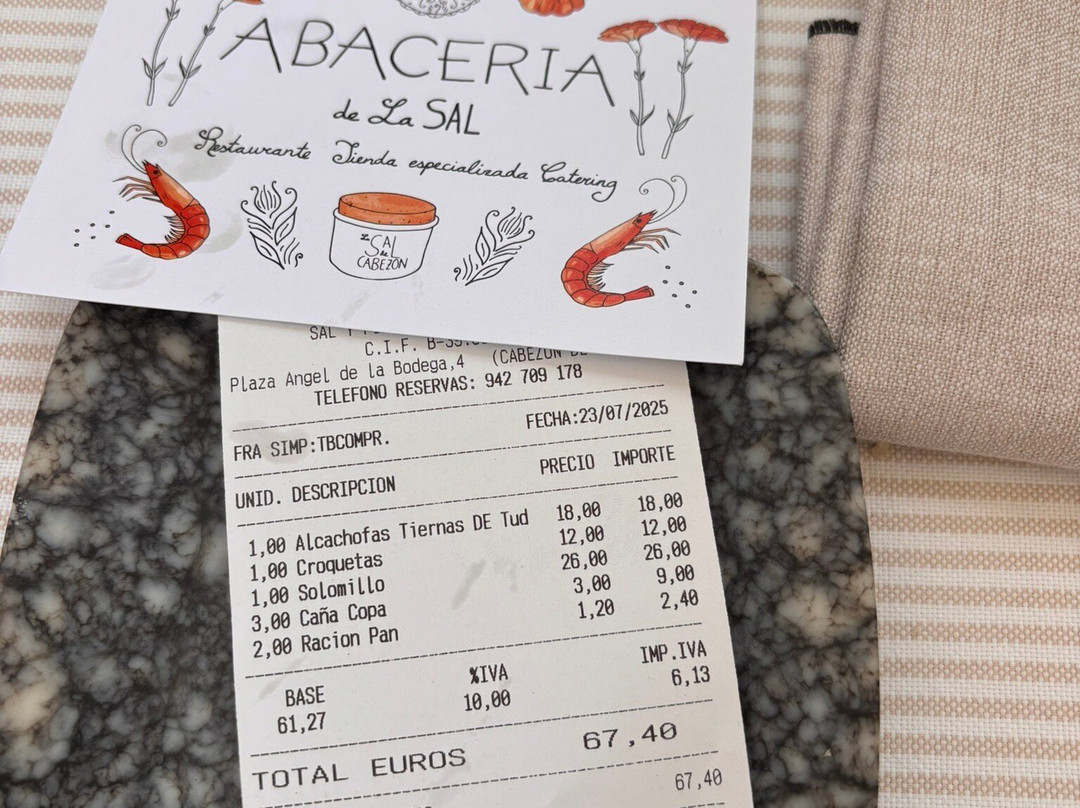 ABACERIA
de La SAL
Restaurante Tienda especializada Catering
La
SAL
de
CABEZÓN
SAL
C.I.F.
Plaza Angel de la Bodega,4 (CABEZON DE
TELEFONO RESERVAS: 942 709 178
FRA SIMP:TBCOMPR. FECHA:23/07/2025
UNID. DESCRIPCION PRECIO IMPORTE
1,00 Alcachofas Tiernas DE Tud 18,00 18,00
1,00 Croquetas 12,00 12,00
1,00 Solomillo 26,00 26,00
3,00 Caña Copa 3,00 9,00
2,00 Racion Pan 1,20 2,40
BASE %IVA IMP.IVA
61,27 10,00 6,13
TOTAL EUROS 67,40
67,40